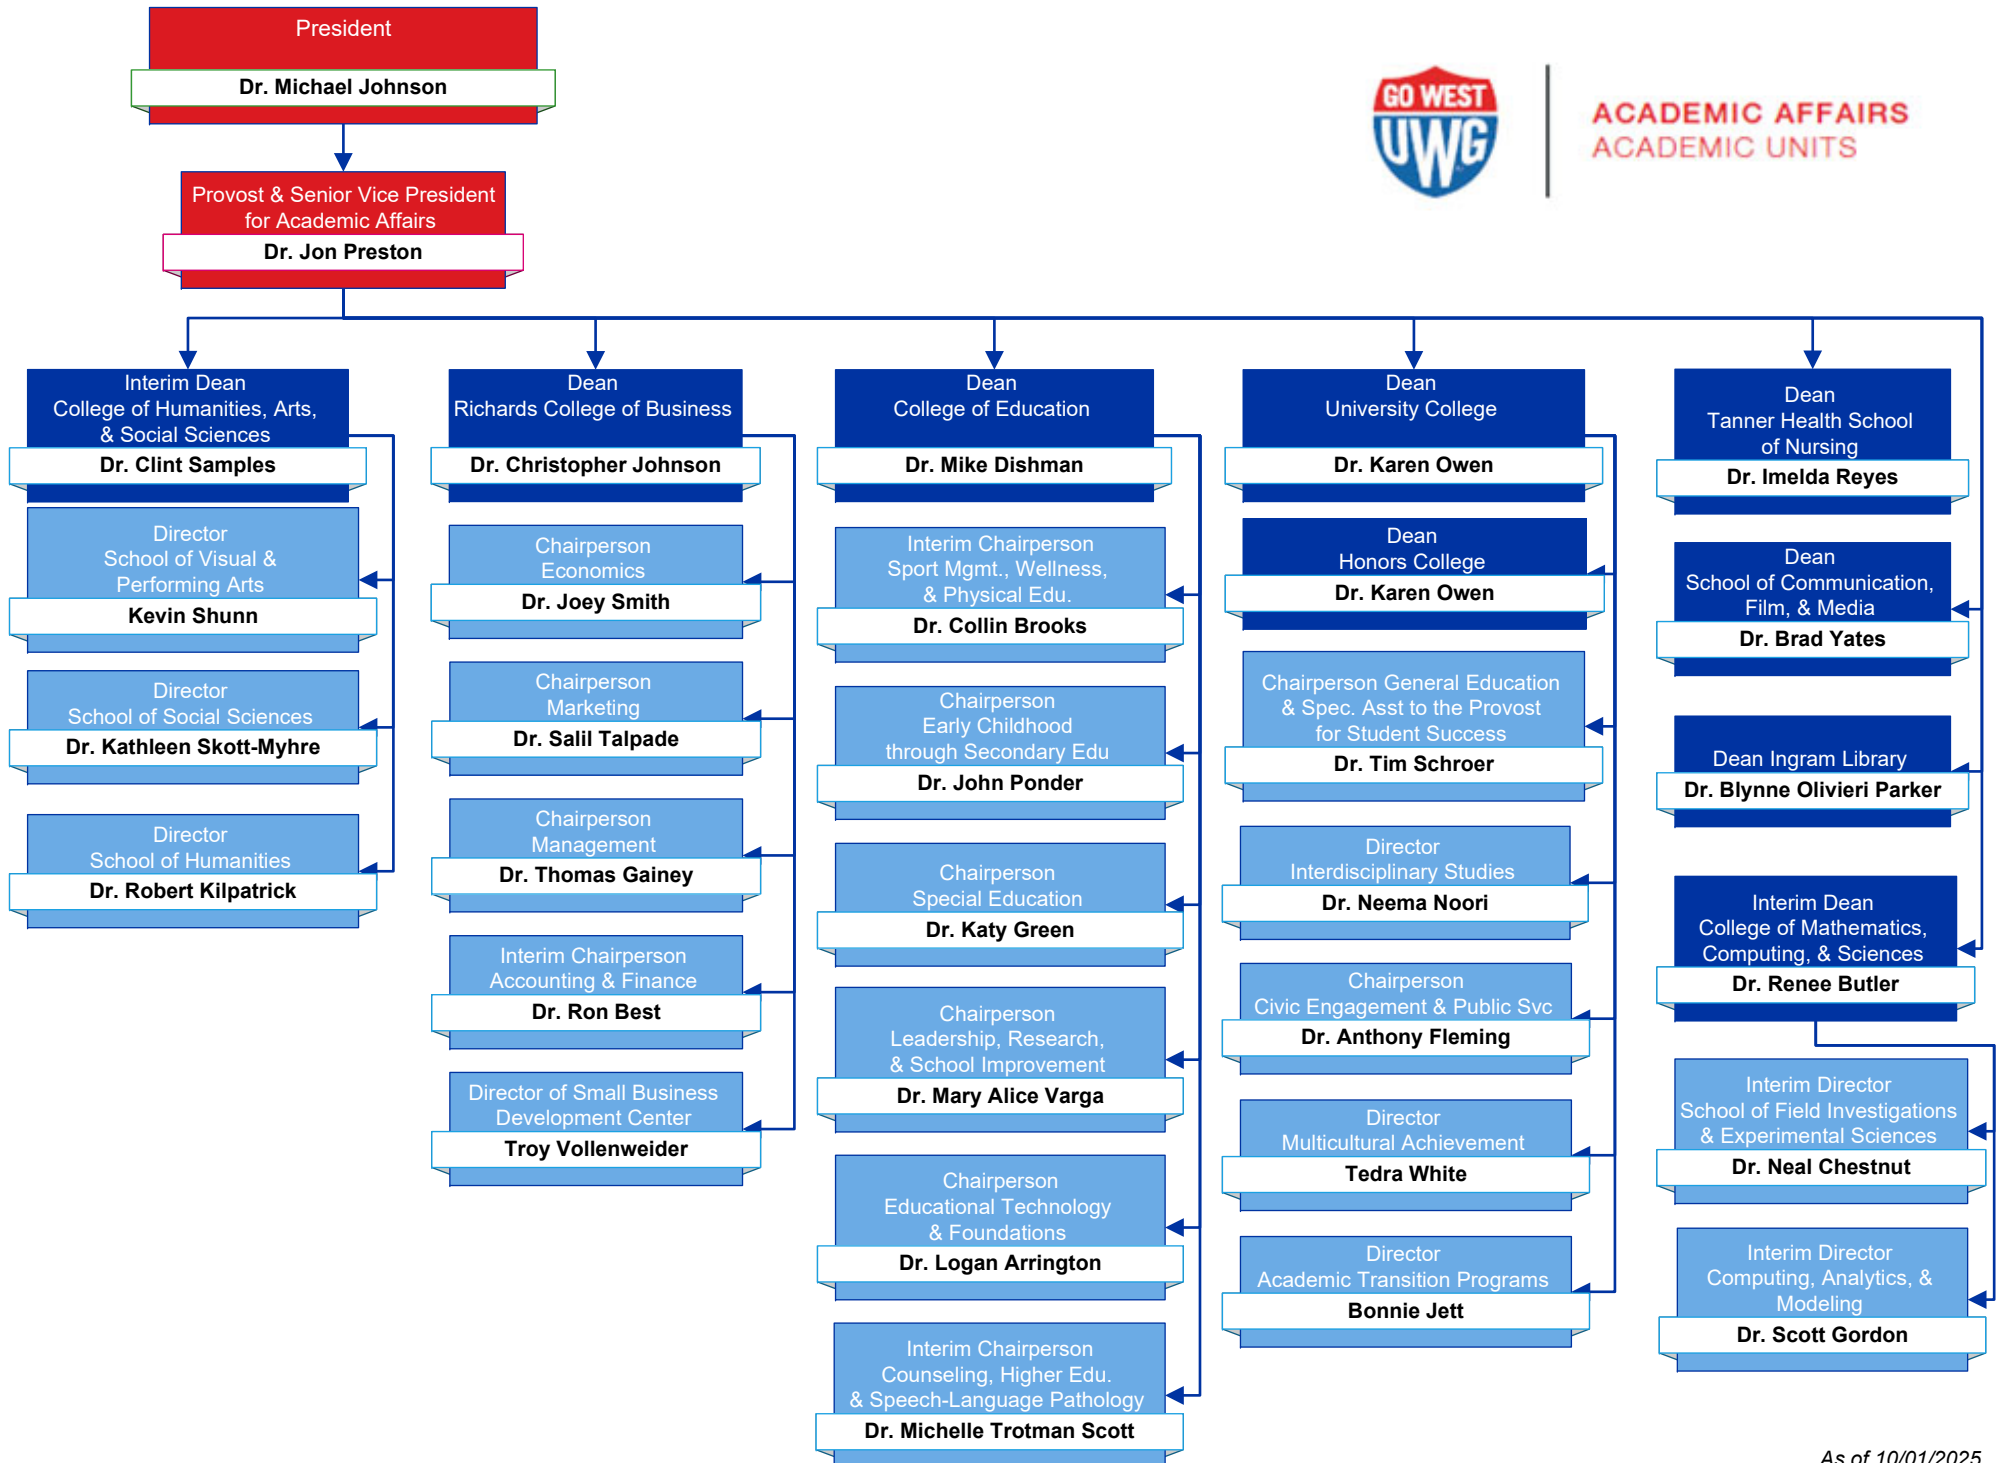 President
Dr. Michael Johnson
GO WEST
UWG
ACADEMIC AFFAIRS
ACADEMIC UNITS
Provost & Senior Vice President
for Academic Affairs
Dr. Jon Preston
Interim Dean
College of Humanities, Arts,
& Social Sciences
Dr. Clint Samples
Director
School of Visual &
Performing Arts
Kevin Shunn
Director
School of Social Sciences
Dr. Kathleen Skott-Myhre
Director
School of Humanities
Dr. Robert Kilpatrick
Dean
Richards College of Business
Dr. Christopher Johnson
Chairperson
Economics
Dr. Joey Smith
Chairperson
Marketing
Dr. Salil Talpade
Chairperson
Management
Dr. Thomas Gainey
Interim Chairperson
Accounting & Finance
Dr. Ron Best
Director of Small Business
Development Center
Troy Vollenweider
Dean
College of Education
Dr. Mike Dishman
Interim Chairperson
Sport Mgmt., Wellness,
& Physical Edu.
Dr. Collin Brooks
Chairperson
Early Childhood
through Secondary Edu
Dr. John Ponder
Chairperson
Special Education
Dr. Katy Green
Chairperson
Leadership, Research,
& School Improvement
Dr. Mary Alice Varga
Chairperson
Educational Technology
& Foundations
Dr. Logan Arrington
Interim Chairperson
Counseling, Higher Edu.
& Speech-Language Pathology
Dr. Michelle Trotman Scott
Dean
University College
Dr. Karen Owen
Dean
Honors College
Dr. Karen Owen
Chairperson General Education
& Spec. Asst to the Provost
for Student Success
Dr. Tim Schroer
Director
Interdisciplinary Studies
Dr. Neema Noori
Chairperson
Civic Engagement & Public Svc
Dr. Anthony Fleming
Director
Multicultural Achievement
Tedra White
Director
Academic Transition Programs
Bonnie Jett
Dean
Tanner Health School
of Nursing
Dr. Imelda Reyes
Dean
School of Communication,
Film, & Media
Dr. Brad Yates
Dean Ingram Library
Dr. Blynne Olivieri Parker
Interim Dean
College of Mathematics,
Computing, & Sciences
Dr. Renee Butler
Interim Director
School of Field Investigations
& Experimental Sciences
Dr. Neal Chestnut
Interim Director
Computing, Analytics, &
Modeling
Dr. Scott Gordon
As of 10/01/2025